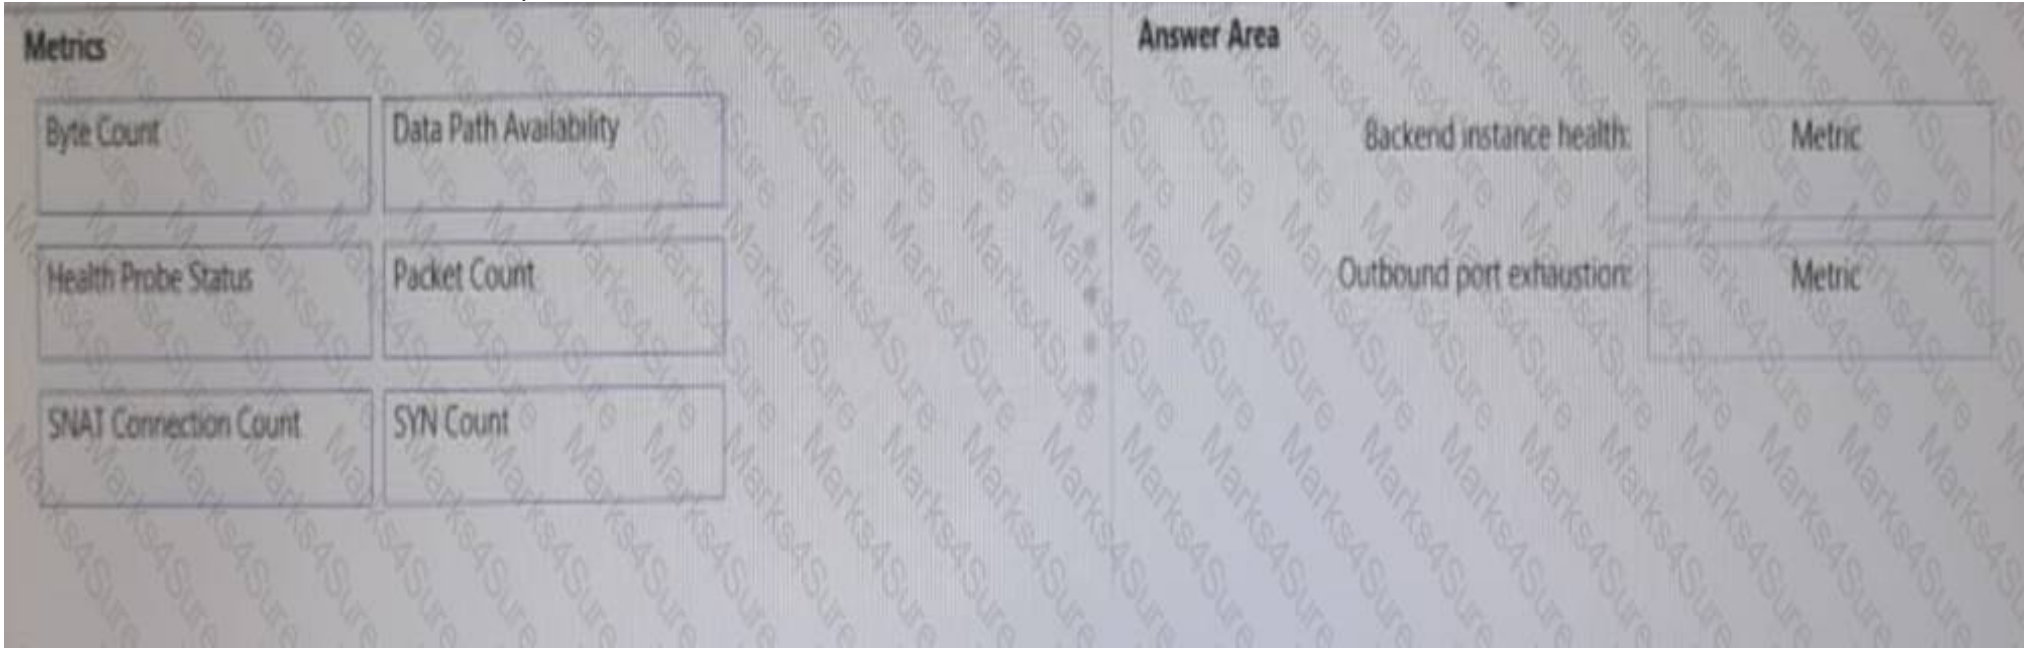 Metrics
Answer Area
Byte Count
Data Path Availability
Backend instance health:
Metric
Health Probe Status
Packet Count
Outbound port exhaustion:
Metric
SNAT Connection Count
SYN Count
Marks4Sure